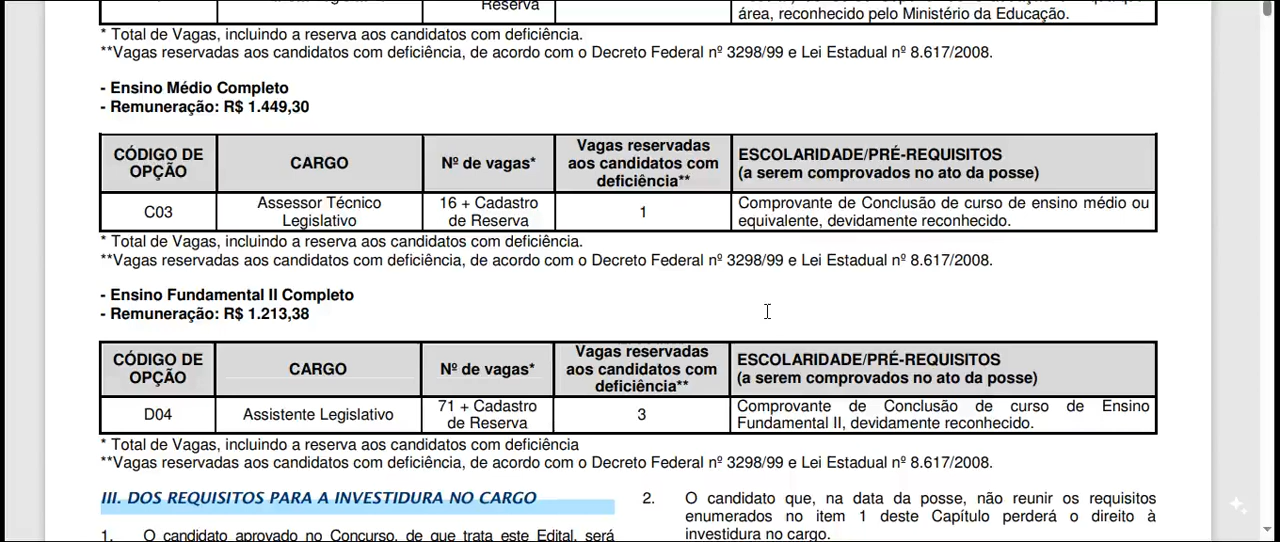 Reserva
área, reconhecido pelo Ministério da Educação.
* Total de Vagas, incluindo a reserva aos candidatos com deficiência.
**Vagas reservadas aos candidatos com deficiência, de acordo com o Decreto Federal nº 3298/99 e Lei Estadual nº 8.617/2008.
- Ensino Médio Completo
- Remuneração: R$ 1.449,30
CÓDIGO DE OPÇÃO CARGO Nº de vagas* Vagas reservadas aos candidatos com deficiência** ESCOLARIDADE/PRÉ-REQUISITOS (a serem comprovados no ato da posse)
C03 Assessor Técnico Legislativo 16 + Cadastro de Reserva 1 Comprovante de Conclusão de curso de ensino médio ou equivalente, devidamente reconhecido.
* Total de Vagas, incluindo a reserva aos candidatos com deficiência.
**Vagas reservadas aos candidatos com deficiência, de acordo com o Decreto Federal nº 3298/99 e Lei Estadual nº 8.617/2008.
- Ensino Fundamental II Completo
- Remuneração: R$ 1.213,38
CÓDIGO DE OPÇÃO CARGO Nº de vagas* Vagas reservadas aos candidatos com deficiência** ESCOLARIDADE/PRÉ-REQUISITOS (a serem comprovados no ato da posse)
D04 Assistente Legislativo 71 + Cadastro de Reserva 3 Comprovante de Conclusão de curso de Ensino Fundamental II, devidamente reconhecido.
* Total de Vagas, incluindo a reserva aos candidatos com deficiência
**Vagas reservadas aos candidatos com deficiência, de acordo com o Decreto Federal nº 3298/99 e Lei Estadual nº 8.617/2008.
III. DOS REQUISITOS PARA A INVESTIDURA NO CARGO
1. O candidato aprovado no Concurso, de que trata este Edital, será
2. O candidato que, na data da posse, não reunir os requisitos
enumerados no item 1 deste Capítulo perderá o direito à
investidura no cargo.